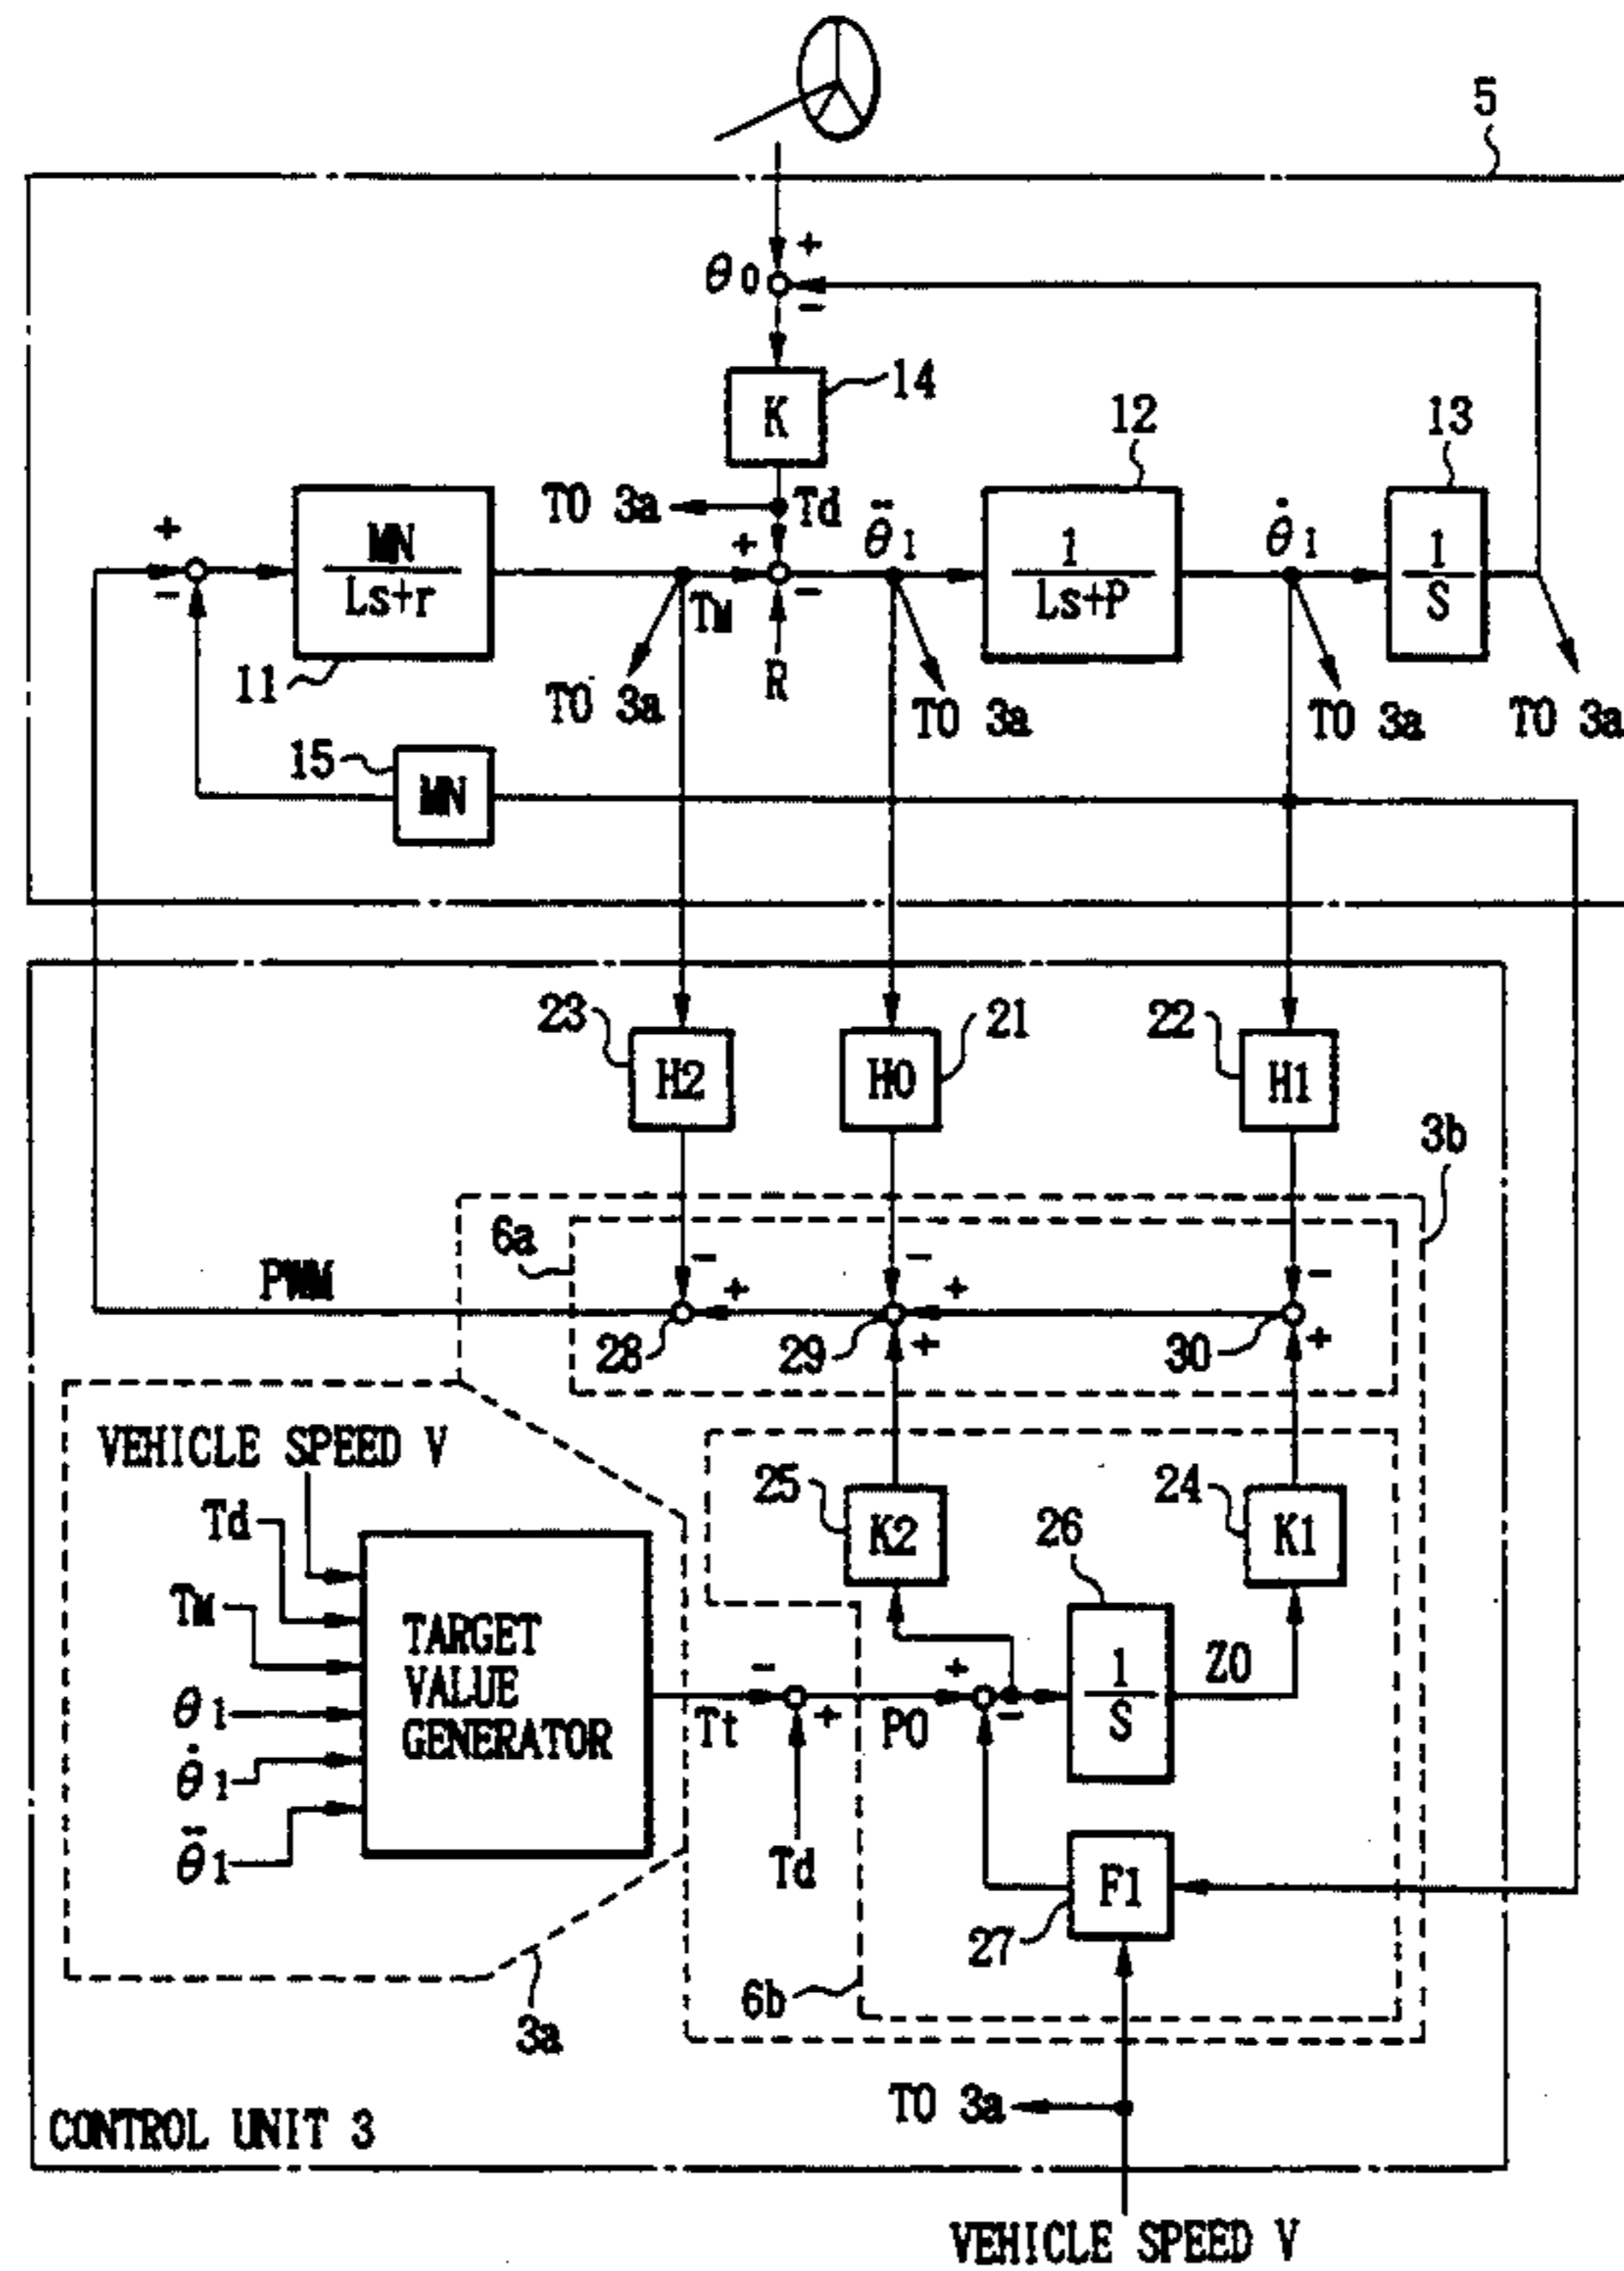 5
+
θ0
-
K
14
12
13
TO 3a
Td
+
-
MN
Ls+r
11
+
TM
-
R
θ̈1
1
Ls+P
θ̇1
1
S
TO 3a
TO 3a
TO 3a
TO 3a
15
MN
23
H2
H0
21
22
H1
3b
6a
PWM
-
+
-
+
-
28
29
+
30
+
VEHICLE SPEED V
Td
TM
θ1
θ̇1
θ̈1
TARGET
VALUE
GENERATOR
25
K2
26
24
K1
-
Tt
+
Td
+
P0
-
1
S
Z0
F1
27
6b
3a
TO 3a
CONTROL UNIT 3
VEHICLE SPEED V